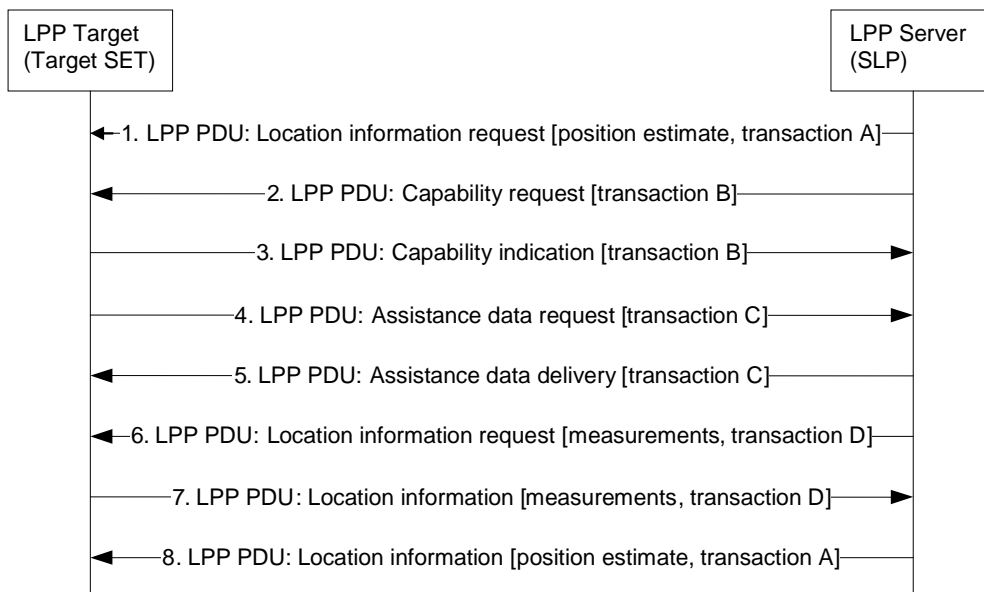 LPP Target
(Target SET)
LPP Server
(SLP)
1. LPP PDU: Location information request [position estimate, transaction A]
2. LPP PDU: Capability request [transaction B]
3. LPP PDU: Capability indication [transaction B]
4. LPP PDU: Assistance data request [transaction C]
5. LPP PDU: Assistance data delivery [transaction C]
6. LPP PDU: Location information request [measurements, transaction D]
7. LPP PDU: Location information [measurements, transaction D]
8. LPP PDU: Location information [position estimate, transaction A]